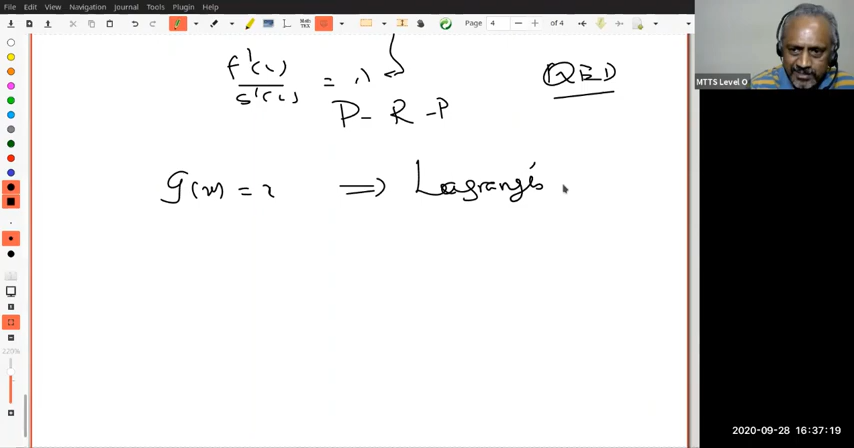 File Edit View Navigation Journal Tools Plugin Help
Page 4 of 4
MTTS Level O
f'(c)
g'(c) =
QED
P- R -P
g(x) = x ⟹ Lagrange's
220%
2020-09-28 16:37:19